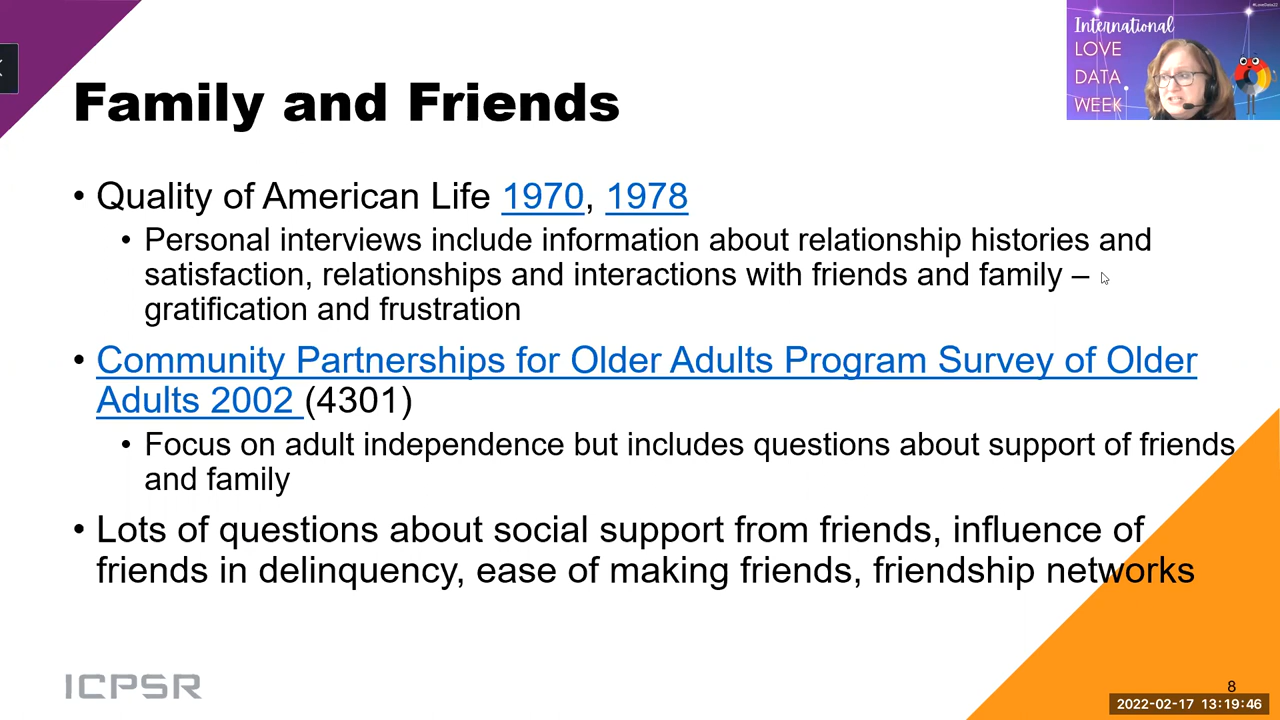 Family and Friends
• Quality of American Life 1970, 1978
• Personal interviews include information about relationship histories and
satisfaction, relationships and interactions with friends and family –
gratification and frustration
• Community Partnerships for Older Adults Program Survey of Older
Adults 2002 (4301)
• Focus on adult independence but includes questions about support of friends
and family
• Lots of questions about social support from friends, influence of
friends in delinquency, ease of making friends, friendship networks
ICPSR
8
2022-02-17 13:19:46
International
LOVE
DATA
WEEK